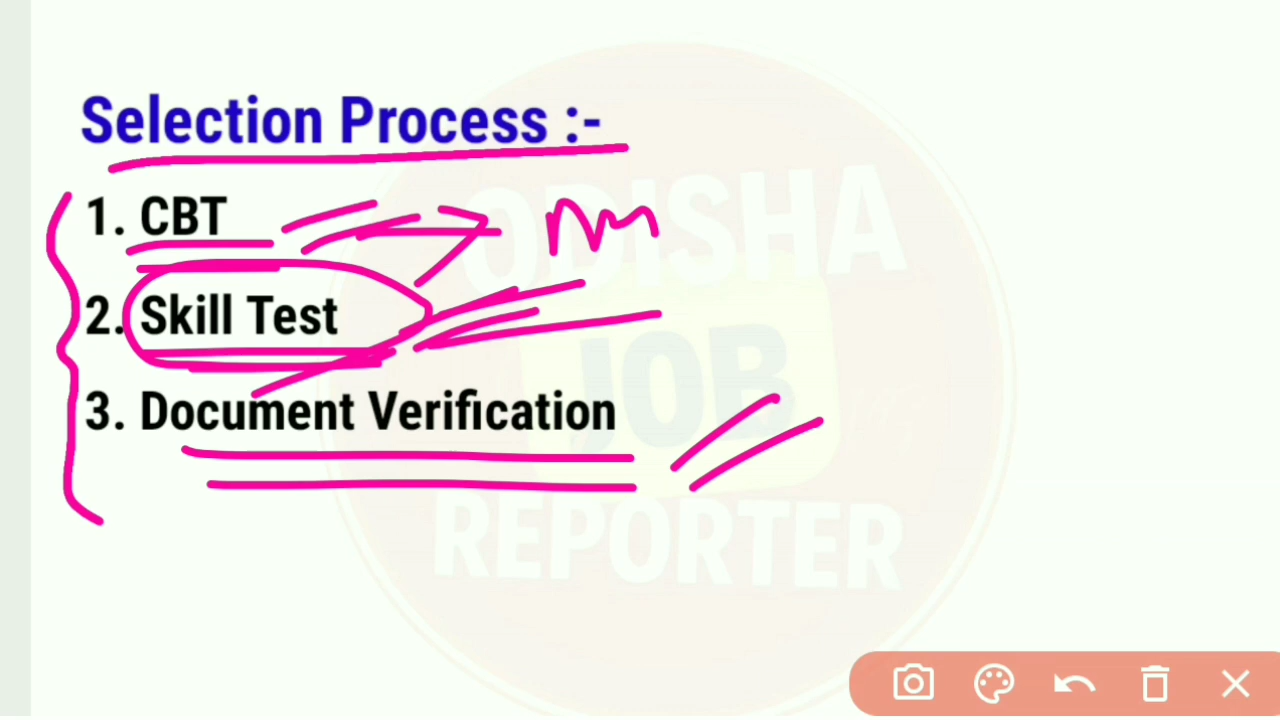 Selection Process :-
1. CBT
2. Skill Test
3. Document Verification
ODISHA
JOB
REPORTER